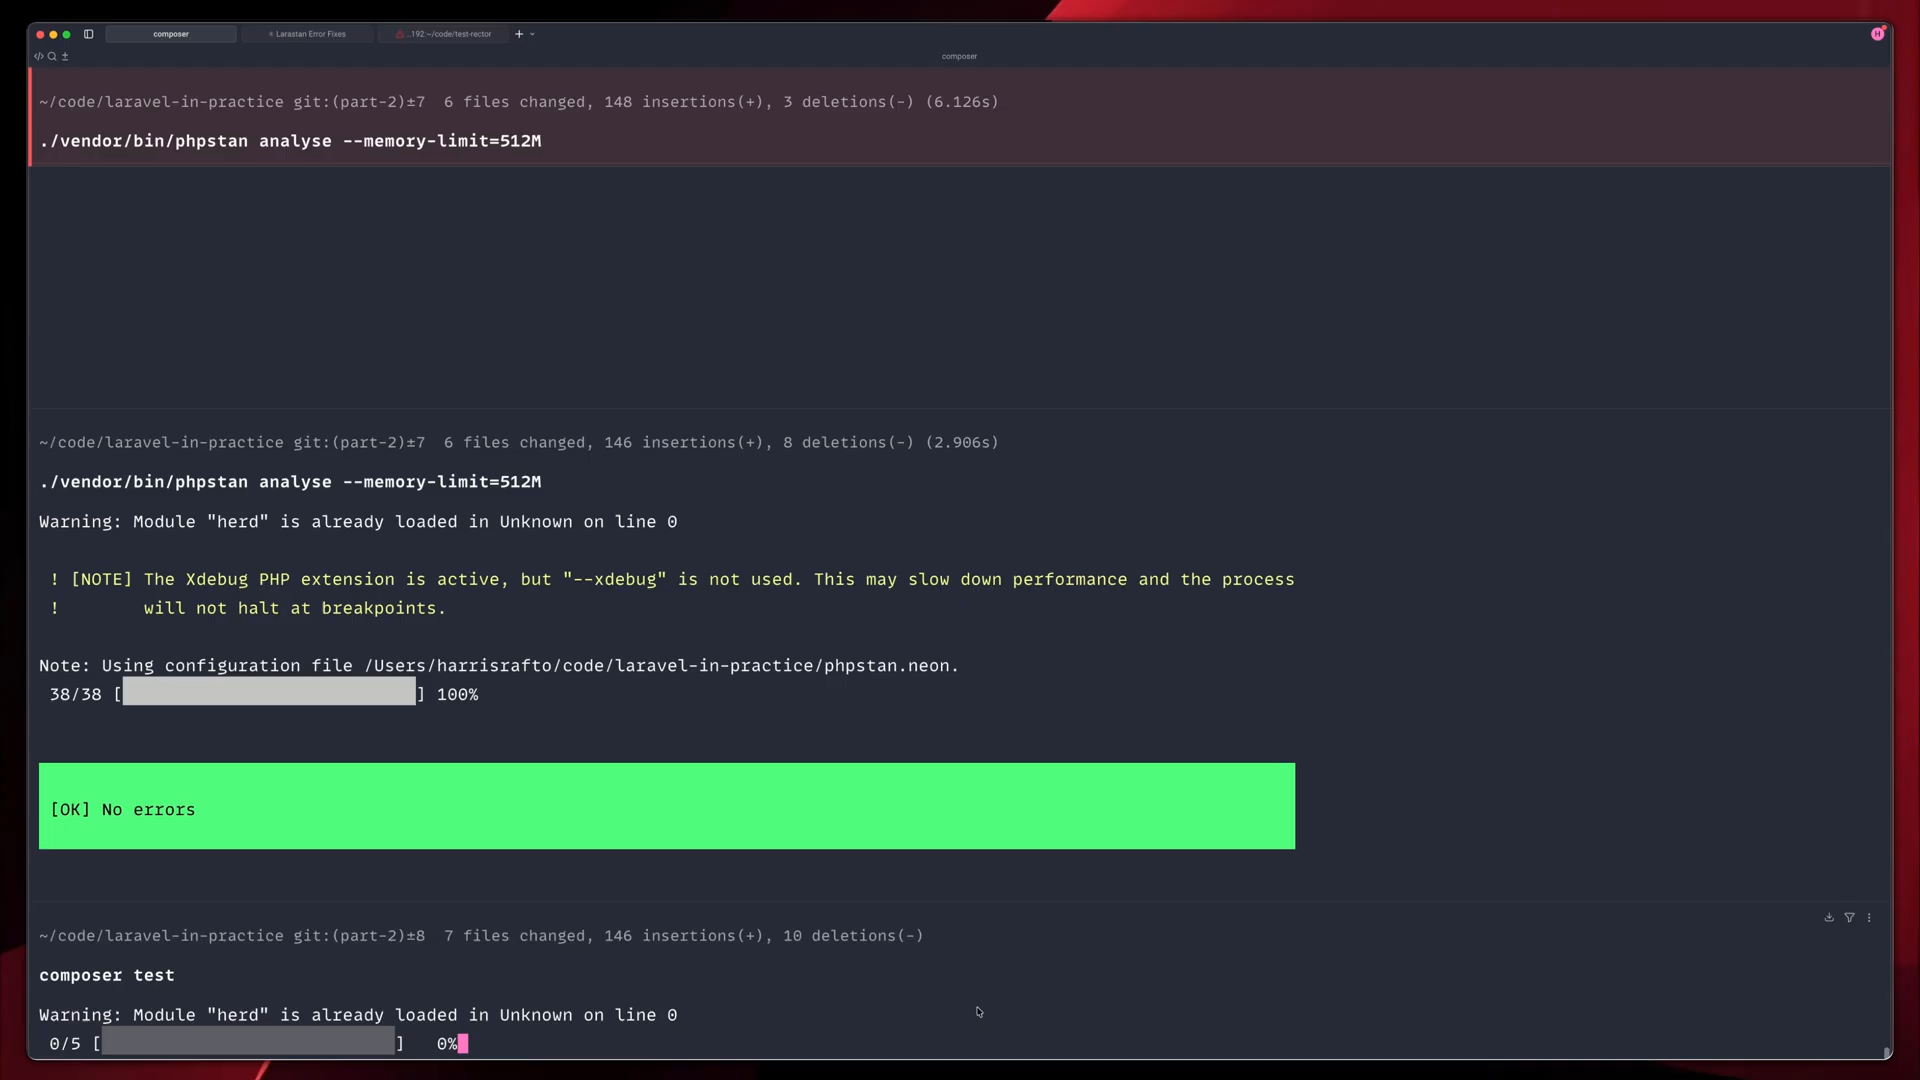 composer
✳ Larastan Error Fixes
..192:~/code/test-rector
H
composer
~/code/laravel-in-practice git:(part-2)±7  6 files changed, 148 insertions(+), 3 deletions(-) (6.126s)
./vendor/bin/phpstan analyse --memory-limit=512M
~/code/laravel-in-practice git:(part-2)±7  6 files changed, 146 insertions(+), 8 deletions(-) (2.906s)
./vendor/bin/phpstan analyse --memory-limit=512M
Warning: Module "herd" is already loaded in Unknown on line 0
! [NOTE] The Xdebug PHP extension is active, but "--xdebug" is not used. This may slow down performance and the process
!        will not halt at breakpoints.
Note: Using configuration file /Users/harrisrafto/code/laravel-in-practice/phpstan.neon.
38/38 [                            ] 100%
[OK] No errors
~/code/laravel-in-practice git:(part-2)±8  7 files changed, 146 insertions(+), 10 deletions(-)
composer test
Warning: Module "herd" is already loaded in Unknown on line 0
0/5 [                            ]   0%